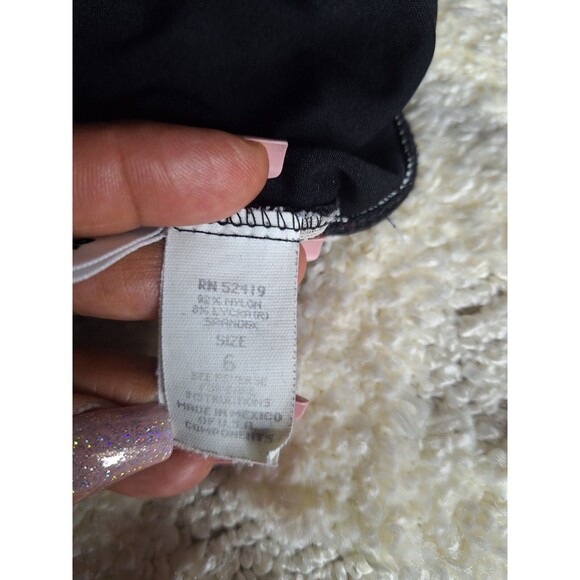 RN 52419
92% NYLON
8% LYCRA(R)
SPANDEX
SIZE
6
SEE REVERSE
FOR CARE
INSTRUCTIONS
MADE IN MEXICO
OF U.S.A.
COMPONENTS